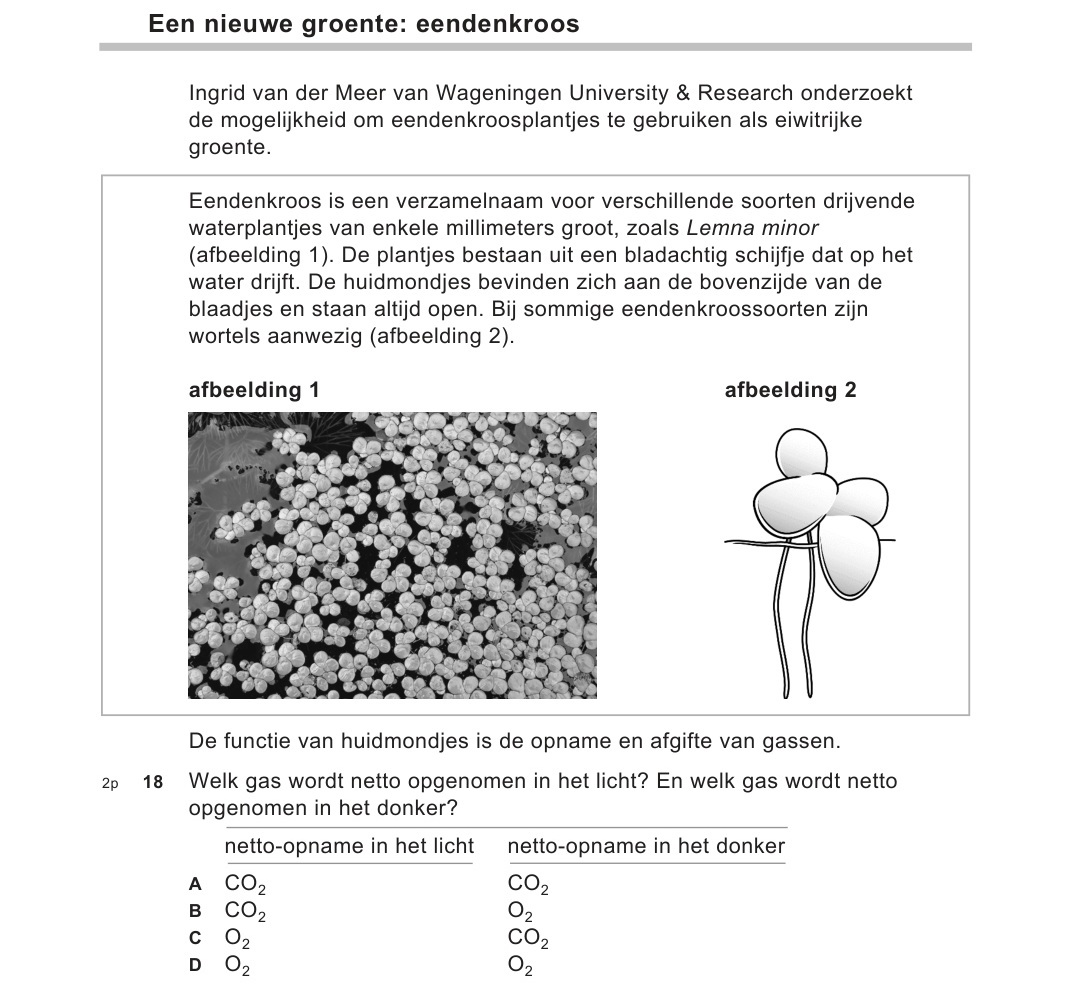 Een nieuwe groente: eendenkroos
Ingrid van der Meer van Wageningen University & Research onderzoekt
de mogelijkheid om eendenkroosplantjes te gebruiken als eiwitrijke
groente.
Eendenkroos is een verzamelnaam voor verschillende soorten drijvende
waterplantjes van enkele millimeters groot, zoals Lemna minor
(afbeelding 1). De plantjes bestaan uit een bladachtig schijfje dat op het
water drijft. De huidmondjes bevinden zich aan de bovenzijde van de
blaadjes en staan altijd open. Bij sommige eendenkroossoorten zijn
wortels aanwezig (afbeelding 2).
afbeelding 1 afbeelding 2
De functie van huidmondjes is de opname en afgifte van gassen.
2p 18 Welk gas wordt netto opgenomen in het licht? En welk gas wordt netto
opgenomen in het donker?
netto-opname in het licht netto-opname in het donker
A CO₂ CO₂
B CO₂ O₂
C O₂ CO₂
D O₂ O₂